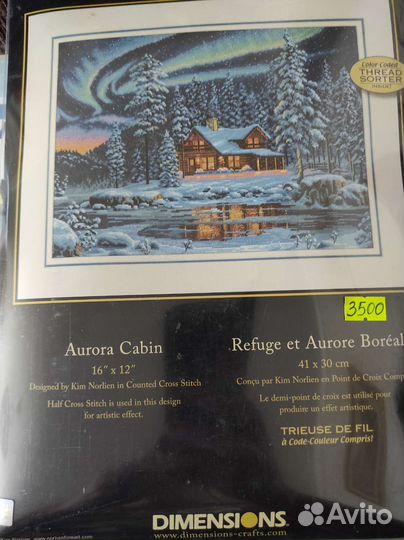 Color-Coded
THREAD
SORTER
INSIDE!
3500
Aurora Cabin
16" x 12"
Designed by Kim Norlien in Counted Cross Stitch
Half Cross Stitch is used in this design
for artistic effect.
Refuge et Aurore Boréal
41 x 30 cm
Conçu par Kim Norlien en Point de Croix Comp
Le demi-point de croix est utilisé pour
produire un effet artistique.
TRIEUSE DE FIL
à Code-Couleur Compris!
DIMENSIONS
www.dimensions-crafts.com
Avito